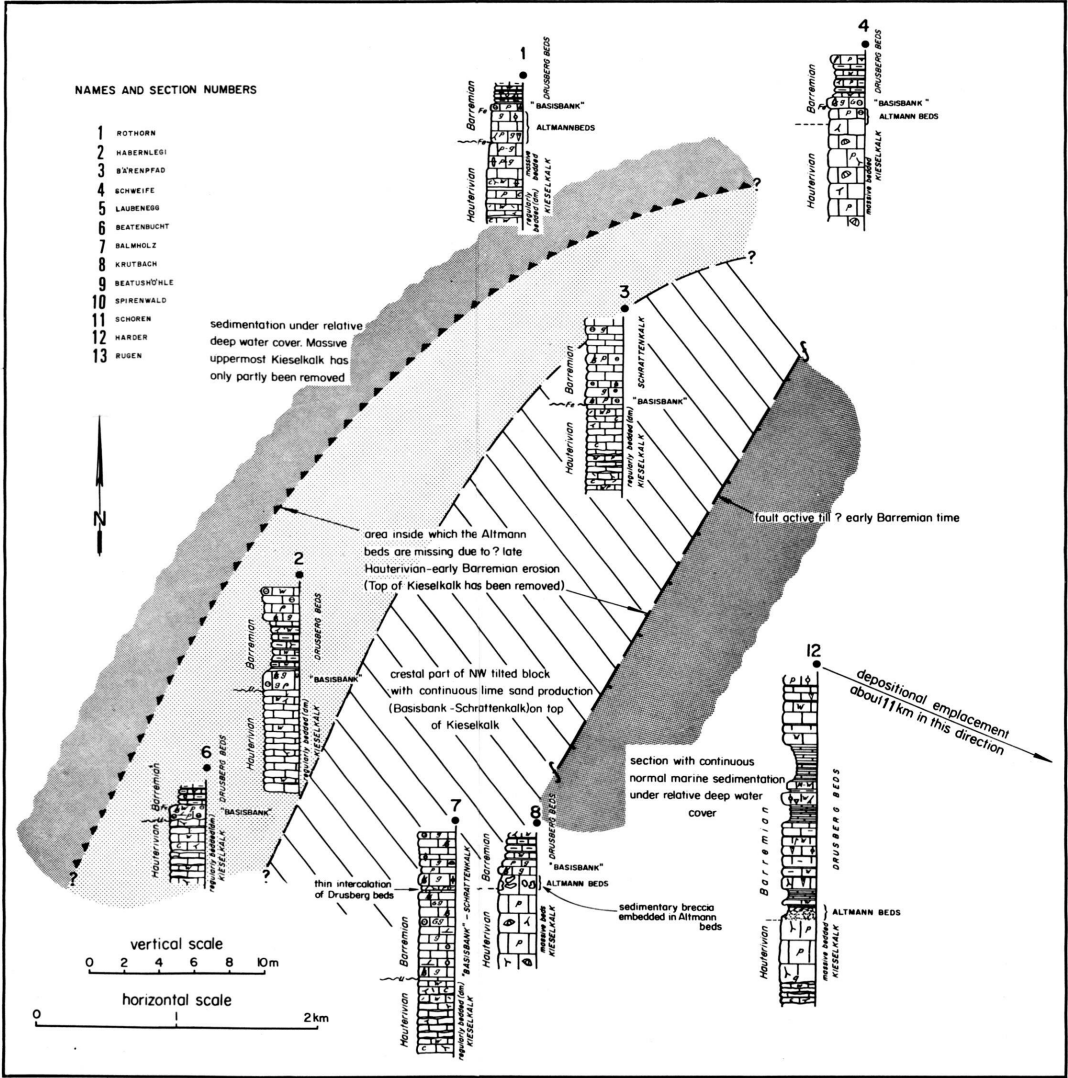 NAMES AND SECTION NUMBERS
1 ROTHORN
2 HABERNLEGI
3 BÄRENPFAD
4 SCHWEIFE
5 LAUBENEGG
6 BEATENBUCHT
7 BALMHOLZ
8 KRUTBACH
9 BEATUSHÖHLE
10 SPIRENWALD
11 SCHOREN
12 HARDER
13 RUGEN
N
1
Hauterivian
Barremian
Fe
Fe
DRUSBERG BEDS
"BASISBANK"
ALTMANNBEDS
massive bedded
regularly bedded (dm)
KIESELKALK
4
Hauterivian
Barremian
Fe
DRUSBERG BEDS
"BASISBANK"
ALTMANN BEDS
massive bedded
KIESELKALK
?
?
sedimentation under relative
deep water cover. Massive
uppermost Kieselkalk has
only partly been removed
3
Hauterivian
Barremian
Fe
SCHRATTENKALK
"BASISBANK"
regularly bedded (dm)
KIESELKALK
fault active till ? early Barremian time
area inside which the Altmann
beds are missing due to ? late
Hauterivian-early Barremian erosion
(Top of Kieselkalk has been removed)
2
Hauterivian
Barremian
DRUSBERG BEDS
"BASISBANK"
regularly bedded (dm)
KIESELKALK
crestal part of NW tilted block
with continuous lime sand production
(Basisbank-Schrattenkalk) on top
of Kieselkalk
12
depositional emplacement
about 11 km in this direction
section with continuous
normal marine sedimentation
under relative deep water
cover
Hauterivian
Barremian
DRUSBERG BEDS
ALTMANN BEDS
massive bedded
KIESELKALK
6
Hauterivian
Barremian
Fe
DRUSBERG BEDS
"BASISBANK"
regularly bedded (dm)
KIESELKALK
?
?
7
thin intercalation
of Drusberg beds
Hauterivian
Barremian
"BASISBANK" - SCHRATTENKALK
regularly bedded (dm)
KIESELKALK
8
Hauterivian
Barremian
DRUSBERG BEDS
"BASISBANK"
ALTMANN BEDS
massive beds
KIESELKALK
sedimentary breccia
embedded in Altmann
beds
vertical scale
0 2 4 6 8 10m
horizontal scale
0 1 2km